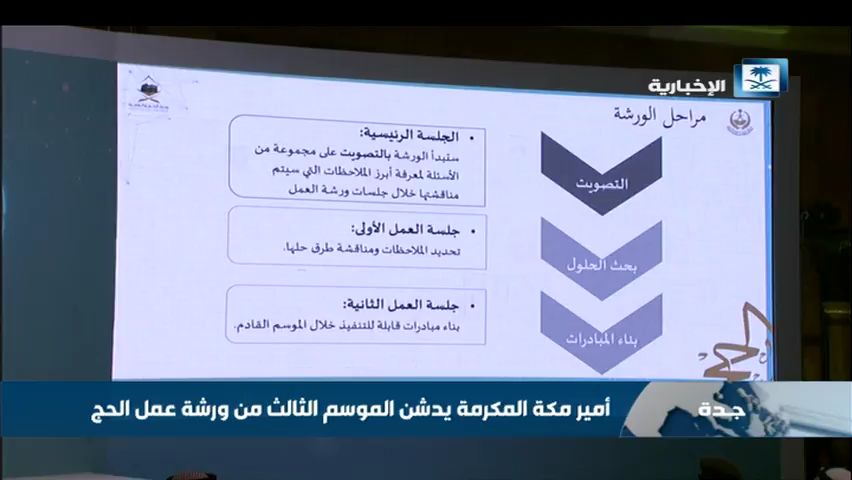 الإخبارية
مراحل الورشة
التصويت
• الجلسة الرئيسية:
ستبدأ الورشة بالتصويت على مجموعة من
الأسئلة لمعرفة أبرز الملاحظات التي سيتم
مناقشتها خلال جلسات ورشة العمل
بحث الحلول
• جلسة العمل الأولى:
تحديد الملاحظات ومناقشة طرق حلها.
بناء المبادرات
• جلسة العمل الثانية:
بناء مبادرات قابلة للتنفيذ خلال الموسم القادم.
جدة
أمير مكة المكرمة يدشن الموسم الثالث من ورشة عمل الحج